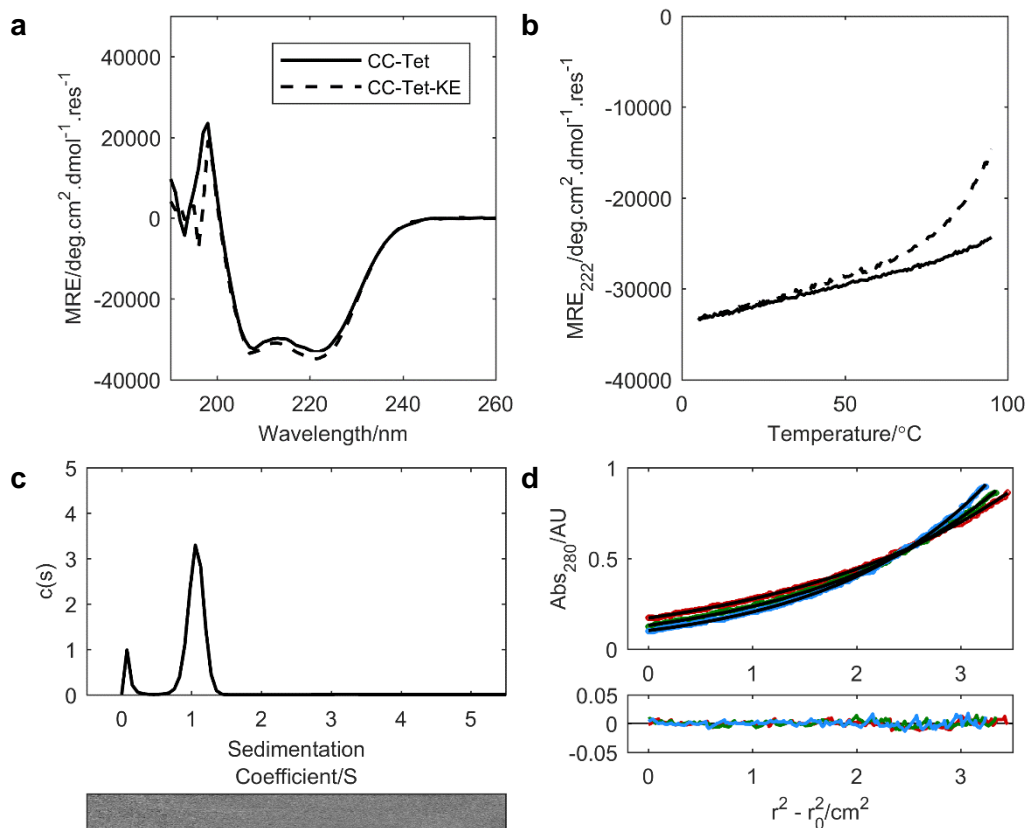 a
40000
20000
0
-20000
-40000
MRE/deg.cm².dmol⁻¹.res⁻¹
CC-Tet
CC-Tet-KE
200
220
240
260
Wavelength/nm
b
0
-10000
-20000
-30000
-40000
MRE₂₂₂/deg.cm².dmol⁻¹.res⁻¹
0
50
100
Temperature/°C
c
5
4
3
2
1
0
c(s)
0
1
2
3
4
5
Sedimentation
Coefficient/S
d
1
0.5
0
Abs₂₈₀/AU
0
1
2
3
0.05
0
-0.05
0
1
2
3
r² - r₀²/cm²